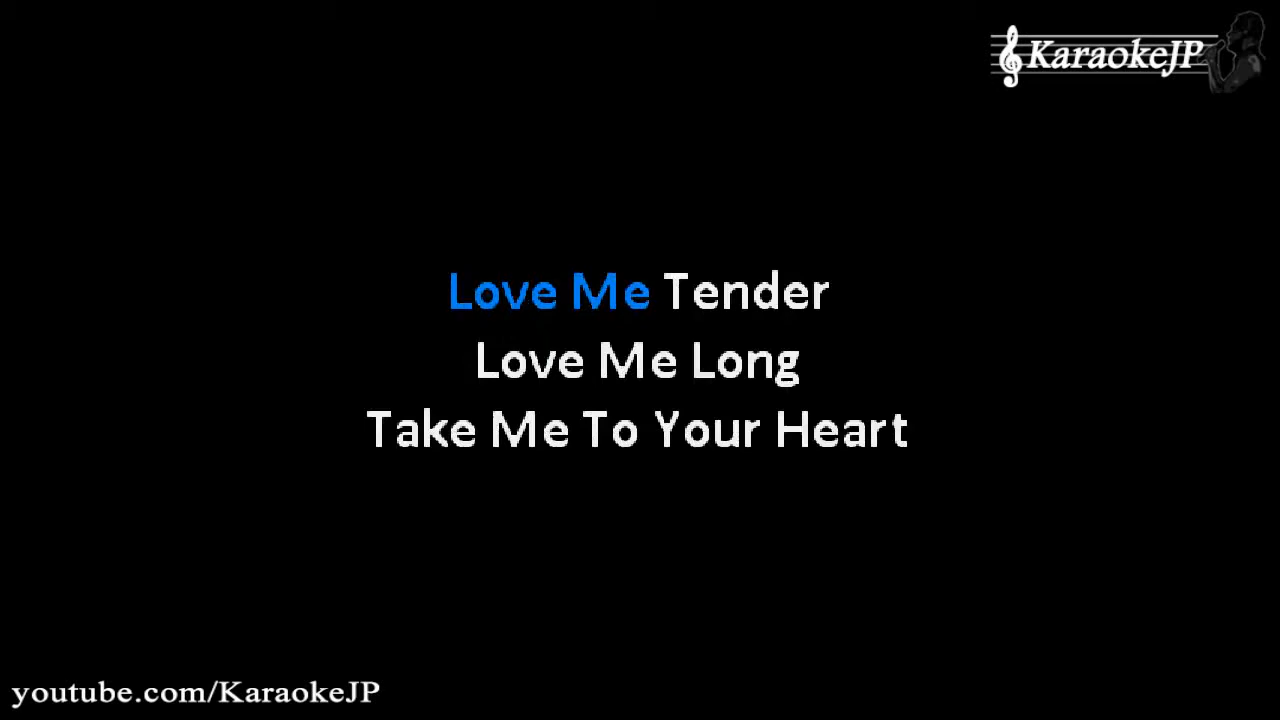 KaraokeJP
Love Me Tender
Love Me Long
Take Me To Your Heart
youtube.com/KaraokeJP